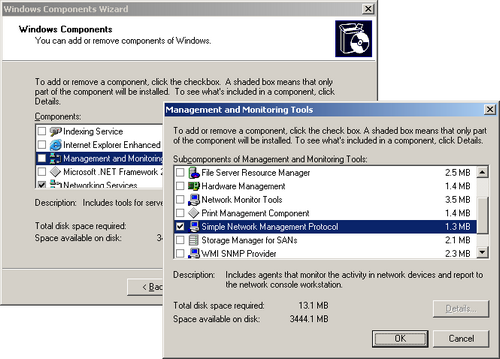 Windows Components Wizard
Windows Components
You can add or remove components of Windows.
To add or remove a component, click the checkbox. A shaded box means that only
part of the component will be installed. To see what's included in a component, click
Details.
Components:
Indexing Service
Internet Explorer Enhanced
Management and Monitoring
Microsoft .NET Framework 2
Networking Services
Description: Includes tools for
Total disk space required:
Space available on disk: 3
< Bac
Management and Monitoring Tools
To add or remove a component, click the check box. A shaded box means that only part
of the component will be installed. To see what's included in a component, click Details.
Subcomponents of Management and Monitoring Tools:
File Server Resource Manager 2.5 MB
Hardware Management 1.4 MB
Network Monitor Tools 3.5 MB
Print Management Component 1.4 MB
Simple Network Management Protocol 1.3 MB
Storage Manager for SANs 2.1 MB
WMI SNMP Provider 2.3 MB
Description: Includes agents that monitor the activity in network devices and report to
the network console workstation.
Total disk space required: 13.1 MB
Space available on disk: 3444.1 MB
Details...
OK Cancel